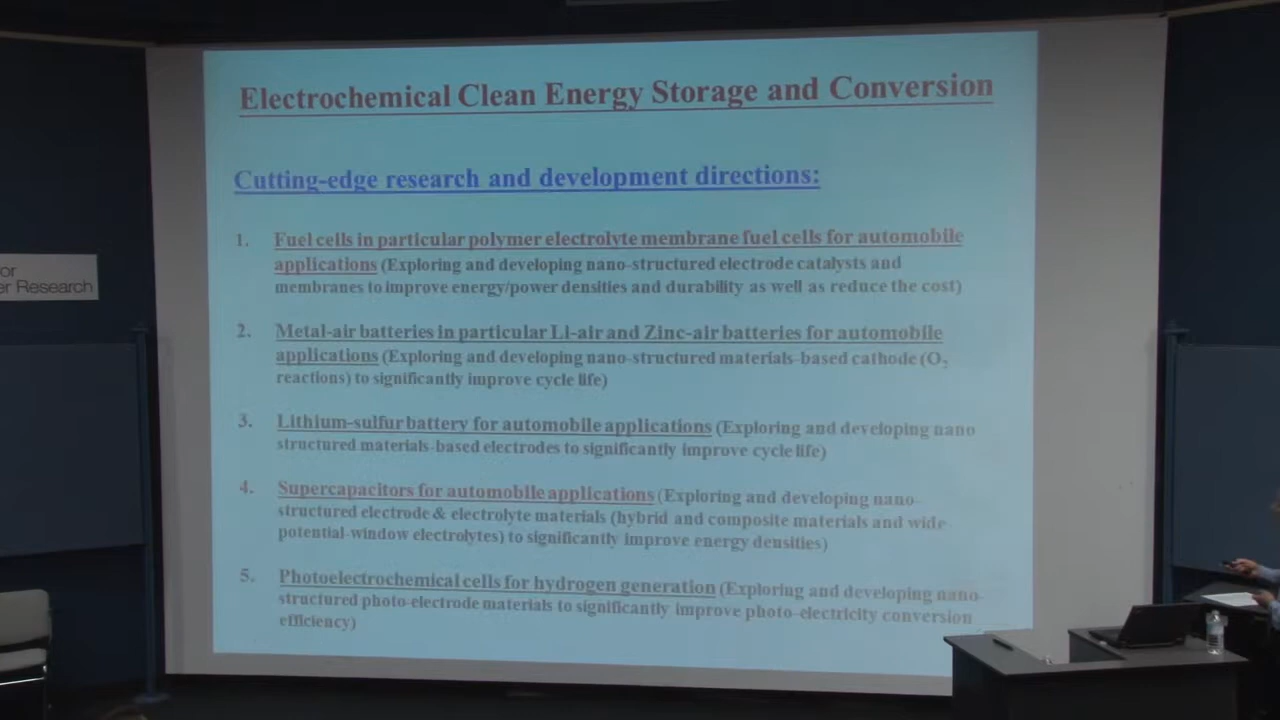 Electrochemical Clean Energy Storage and Conversion
Cutting-edge research and development directions:
1. Fuel cells in particular polymer electrolyte membrane fuel cells for automobile
applications (Exploring and developing nano-structured electrode catalysts and
membranes to improve energy/power densities and durability as well as reduce the cost)
2. Metal-air batteries in particular Li-air and Zinc-air batteries for automobile
applications (Exploring and developing nano-structured materials-based cathode (O₂
reactions) to significantly improve cycle life)
3. Lithium-sulfur battery for automobile applications (Exploring and developing nano
structured materials-based electrodes to significantly improve cycle life)
4. Supercapacitors for automobile applications (Exploring and developing nano-
structured electrode & electrolyte materials (hybrid and composite materials and wide
potential-window electrolytes) to significantly improve energy densities)
5. Photoelectrochemical cells for hydrogen generation (Exploring and developing nano-
structured photo-electrode materials to significantly improve photo-electricity conversion
efficiency)
or
er Research